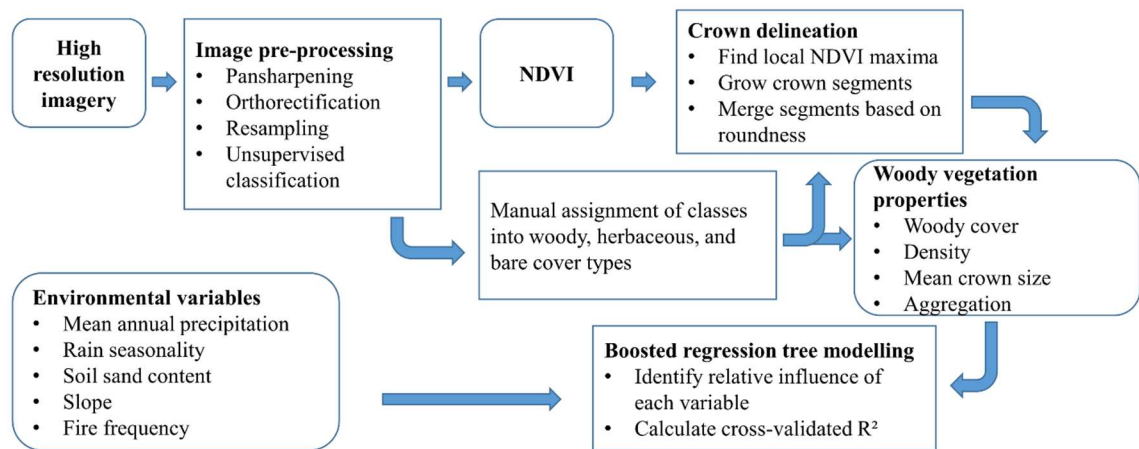 High
resolution
imagery
Image pre-processing
• Pansharpening
• Orthorectification
• Resampling
• Unsupervised
classification
NDVI
Crown delineation
• Find local NDVI maxima
• Grow crown segments
• Merge segments based on
roundness
Manual assignment of classes
into woody, herbaceous, and
bare cover types
Woody vegetation
properties
• Woody cover
• Density
• Mean crown size
• Aggregation
Environmental variables
• Mean annual precipitation
• Rain seasonality
• Soil sand content
• Slope
• Fire frequency
Boosted regression tree modelling
• Identify relative influence of
each variable
• Calculate cross-validated R²